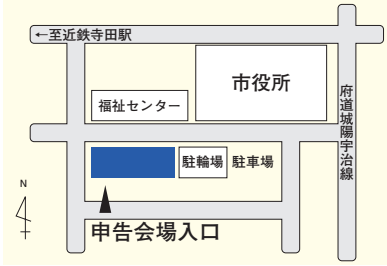 ←至近鉄寺田駅
市役所
福祉センター
府道城陽宇治線
駐輪場
駐車場
N
申告会場入口